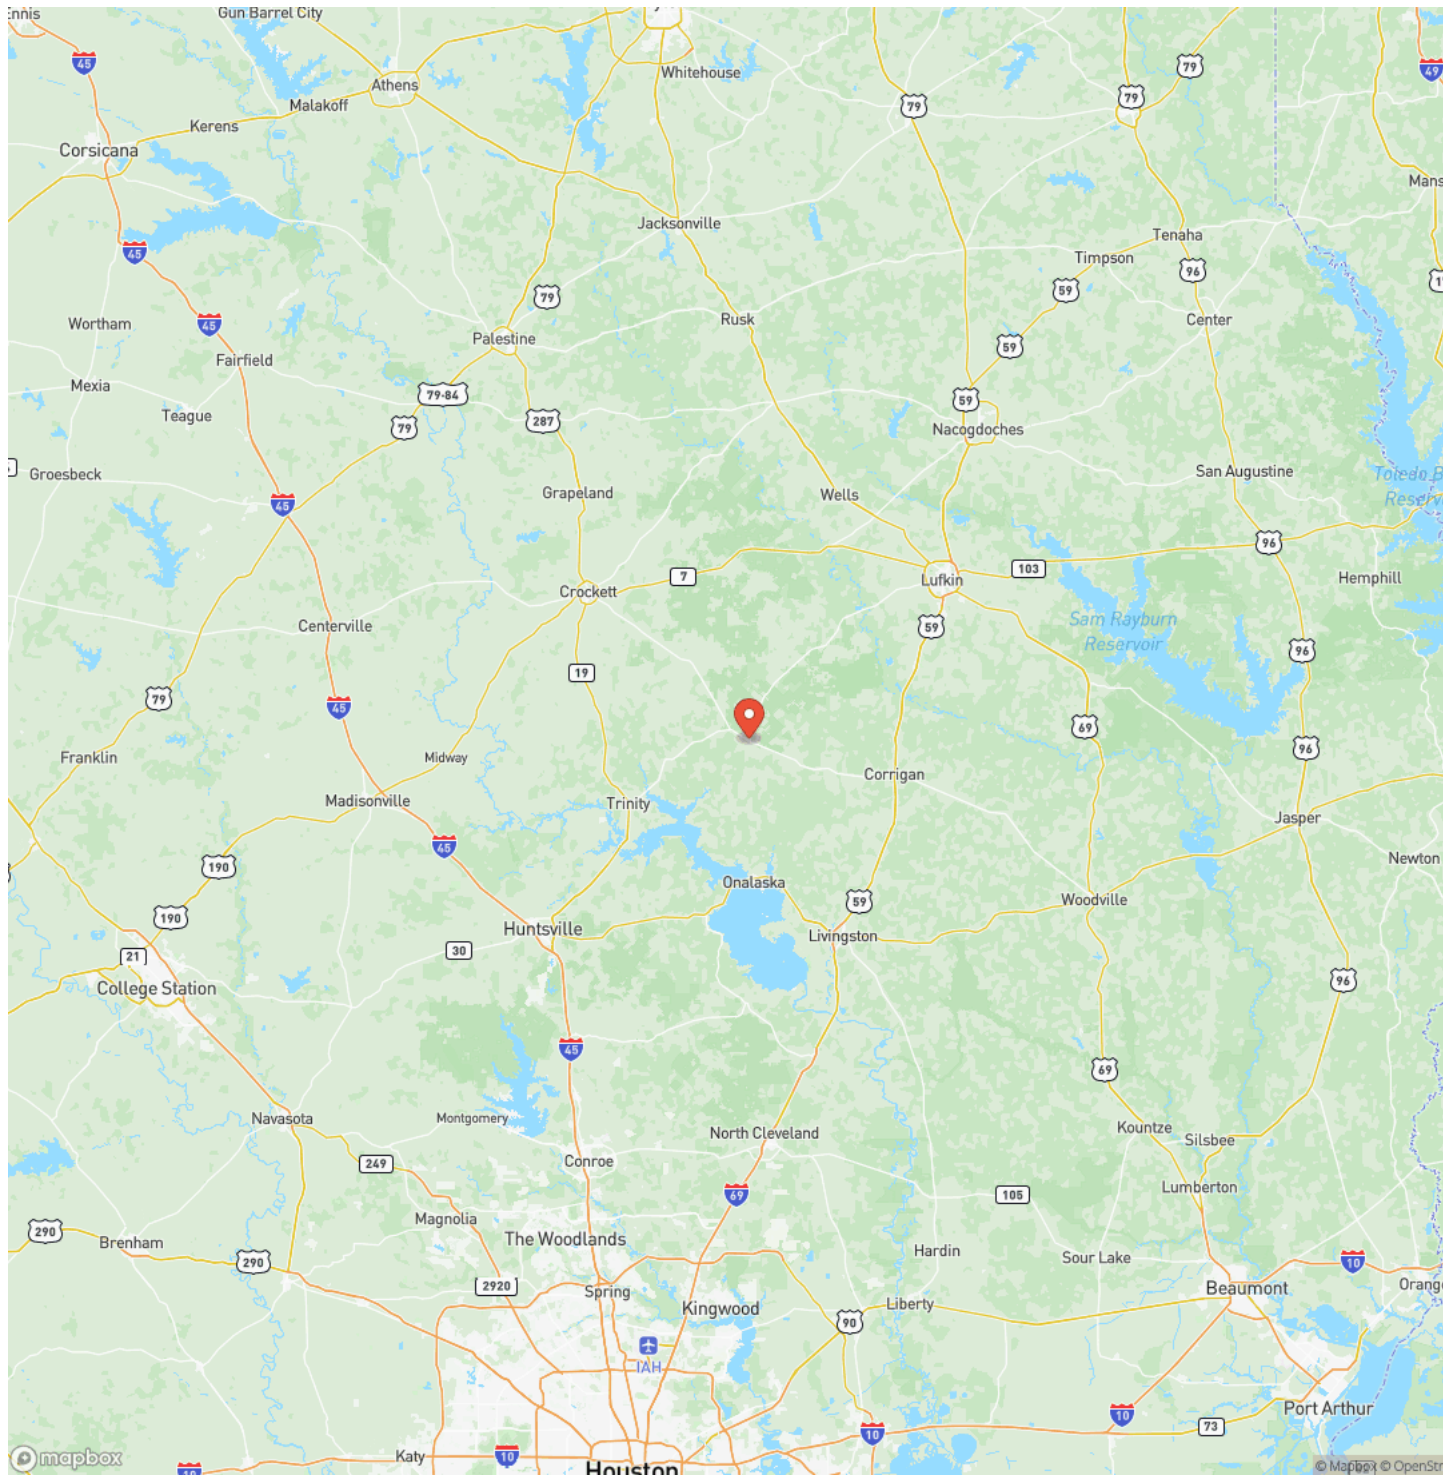 Ennis
Gun Barrel City
45
Athens
Whitehouse
79
79
79
49
Malakoff
Kerens
Corsicana
Mans
Jacksonville
Tenaha
45
Timpson
96
59
79
Wortham
45
Rusk
Center
Palestine
Fairfield
59
Mexia
79-84
59
Teague
79
287
Nacogdoches
Groesbeck
San Augustine
Toledo B
Reserv
Grapeland
Wells
45
96
7
103
Hemphill
Crockett
Lufkin
Centerville
59
Sam Rayburn
Reservoir
96
19
79
45
69
96
Franklin
Midway
Corrigan
Madisonville
Trinity
Jasper
45
190
Newton
Onalaska
59
Woodville
190
Huntsville
Livingston
21
30
College Station
96
45
69
Navasota
Montgomery
North Cleveland
Kountze
Silsbee
249
Conroe
69
105
Lumberton
Magnolia
290
Brenham
The Woodlands
Hardin
Sour Lake
290
10
2920
Spring
Beaumont
Orang
Kingwood
Liberty
90
IAH
Port Arthur
10
73
10
Katy
10
mapbox
Houston
© Mapbox © OpenStr